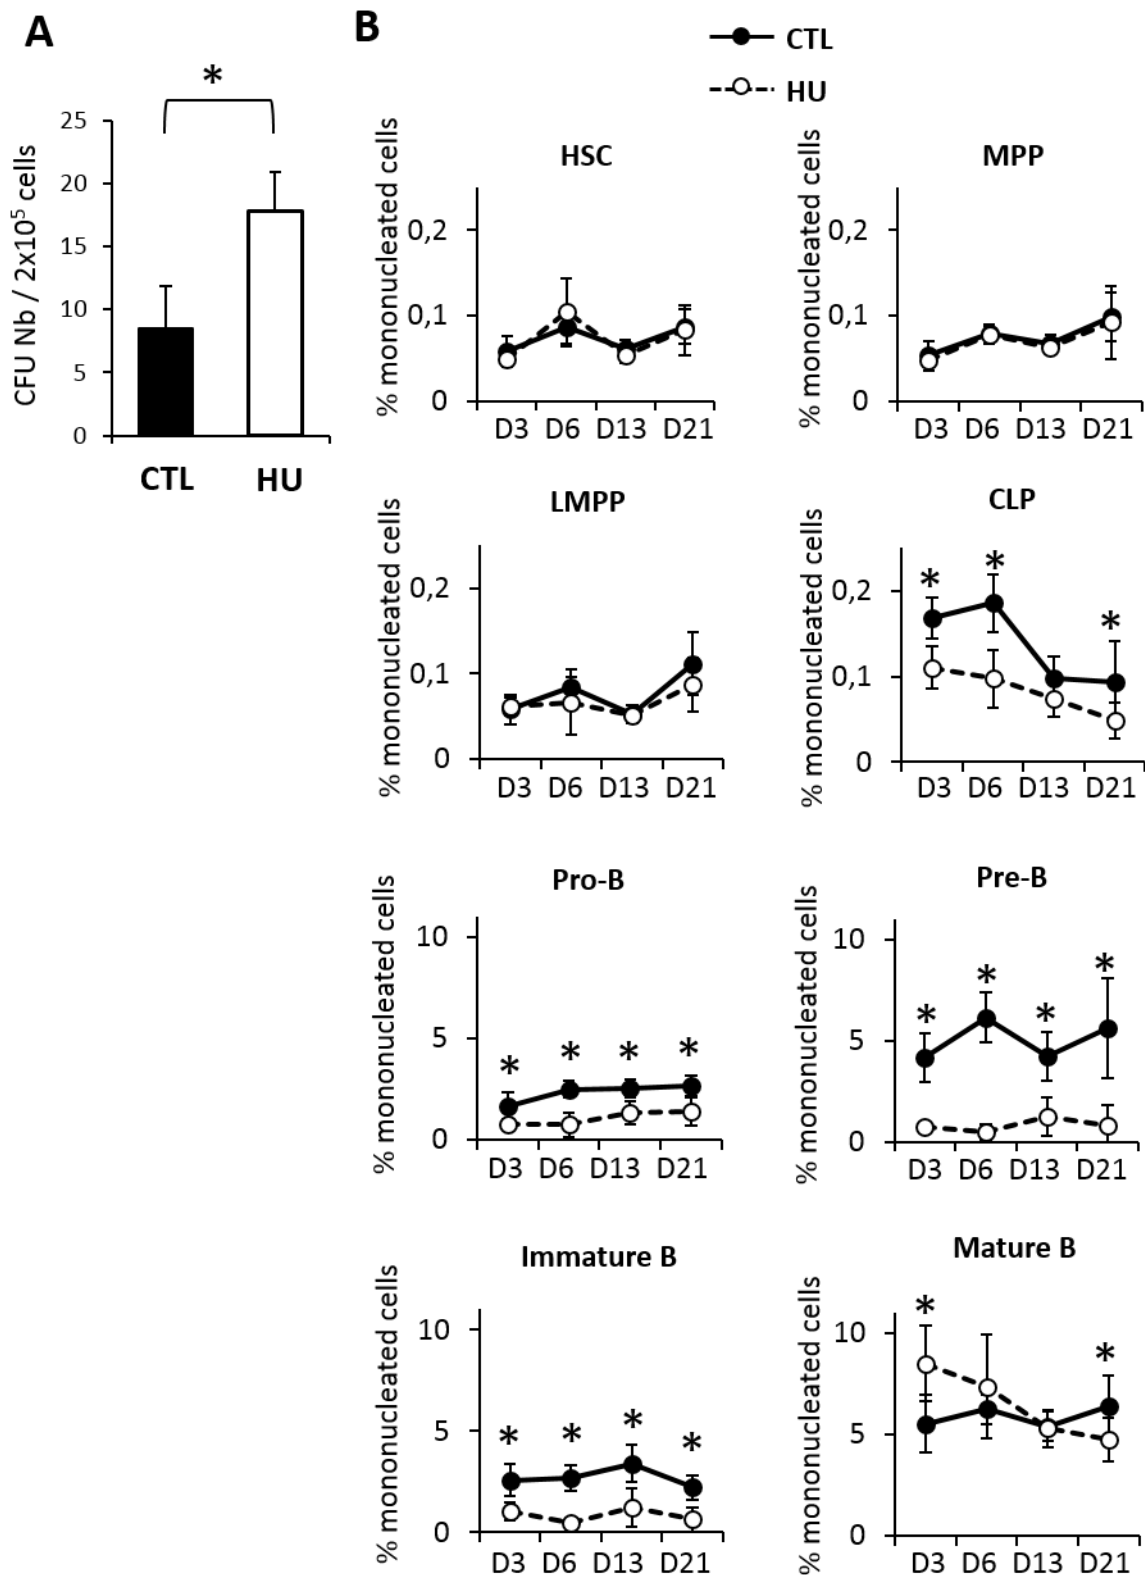 A
B
CTL
HU
*
CFU Nb / 2x10⁵ cells
25
20
15
10
5
0
CTL
HU
HSC
% mononucleated cells
0,2
0,1
0
D3 D6 D13 D21
MPP
% mononucleated cells
0,2
0,1
0
D3 D6 D13 D21
LMPP
% mononucleated cells
0,2
0,1
0
D3 D6 D13 D21
CLP
% mononucleated cells
0,2
0,1
0
* * *
D3 D6 D13 D21
Pro-B
% mononucleated cells
10
5
0
* * * *
D3 D6 D13 D21
Pre-B
% mononucleated cells
10
5
0
* * * *
D3 D6 D13 D21
Immature B
% mononucleated cells
10
5
0
* * * *
D3 D6 D13 D21
Mature B
% mononucleated cells
10
5
0
* *
D3 D6 D13 D21